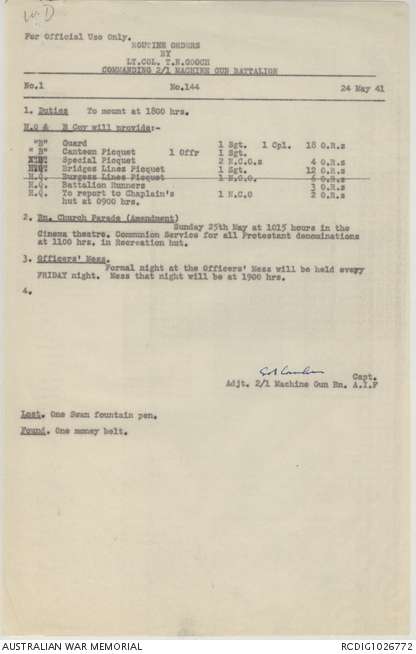 W.D
For Official Use Only.
ROUTINE ORDERS
BY
LT.COL. T.N.GOOCH
COMMANDING 2/1 MACHINE GUN BATTALION
No.1 No.144 24 May 41
1. Duties To mount at 1800 hrs.
H.Q & B Coy will provide:-
"B" Guard 1 Sgt. 1 Cpl. 18 O.R.s
"B" Canteen Picquet 1 Offr 1 Sgt.
Special Picquet 2 N.C.O.s 4 O.R.s
Bridges Lines Picquet 1 Sgt. 12 O.R.s
H.Q. Burgess Lines Picquet 1 N.C.O. 6 O.R.s
H.Q. Battalion Runners 3 O.R.s
H.Q. To report to Chaplain's 1 N.C.O 2 O.R.s
hut at 0900 hrs.
2. Bn. Church Parade (Amendment)
Sunday 25th May at 1015 hours in the
Cinema theatre. Communion Service for all Protestant denominations
at 1100 hrs. in Recreation hut.
3. Officers' Mess.
Formal night at the Officers' Mess will be held every
FRIDAY night. Mess that night will be at 1900 hrs.
4.
Capt.
Adjt. 2/1 Machine Gun Bn. A.I.F
Lost. One Swan fountain pen.
Found. One money belt.
AUSTRALIAN WAR MEMORIAL RCDIG1026772